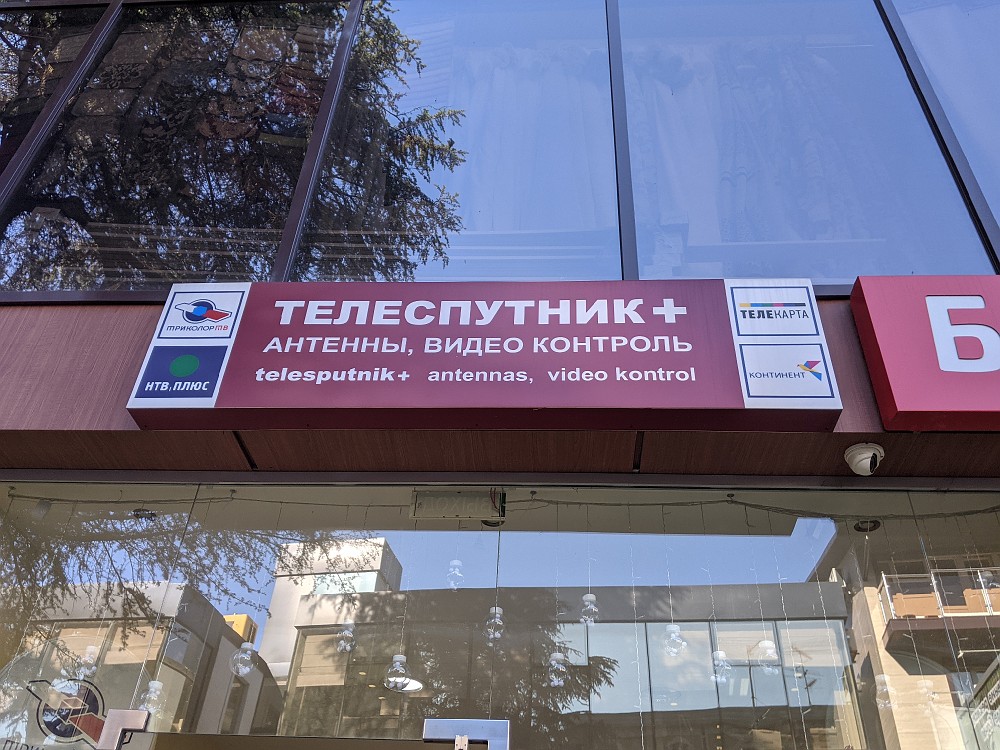 ТРИКОЛОР ТВ
НТВ ПЛЮС
ТЕЛЕСПУТНИК+
АНТЕННЫ, ВИДЕО КОНТРОЛЬ
telesputnik+ antennas, video kontrol
ТЕЛЕКАРТА
КОНТИНЕНТ
Б